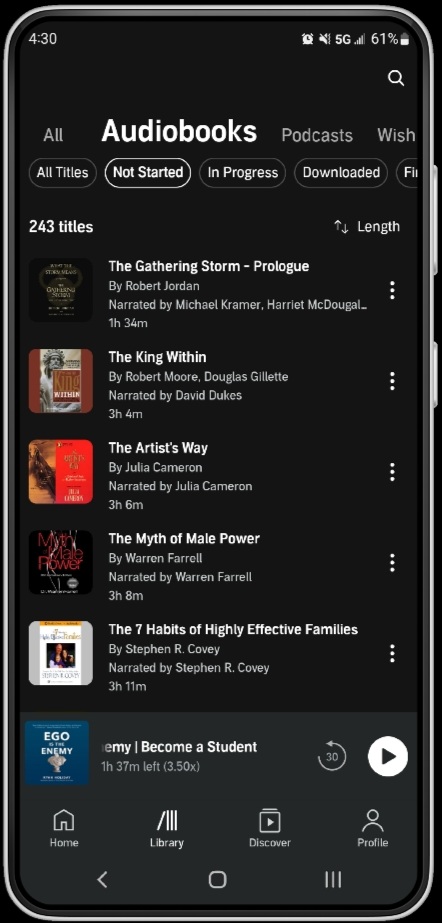 4:30
5G 61%
All Audiobooks Podcasts Wish
All Titles Not Started In Progress Downloaded Fi
243 titles
Length
The Gathering Storm - Prologue
By Robert Jordan
Narrated by Michael Kramer, Harriet McDougal...
1h 34m
The King Within
By Robert Moore, Douglas Gillette
Narrated by David Dukes
3h 4m
The Artist's Way
By Julia Cameron
Narrated by Julia Cameron
3h 6m
Myth
Male
Power
The Myth of Male Power
By Warren Farrell
Narrated by Warren Farrell
3h 8m
The 7 Habits of Highly Effective Families
By Stephen R. Covey
Narrated by Stephen R. Covey
3h 11m
EGO
IS THE
ENEMY
emy | Become a Student
1h 37m left (3.50x)
30
Home Library Discover Profile